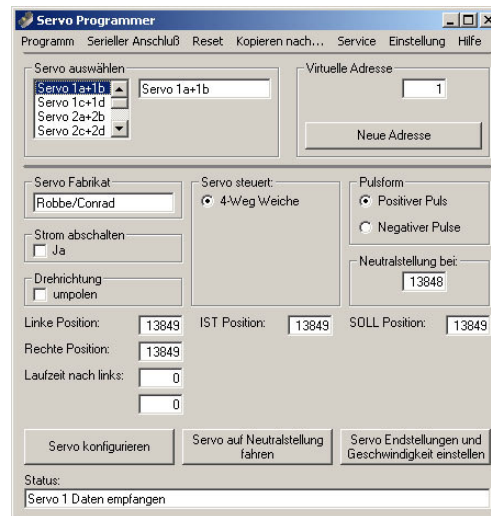 Servo Programmer
Programm Serieller Anschluß Reset Kopieren nach... Service Einstellung Hilfe
Servo auswählen
Servo 1a+1b
Servo 1c+1d
Servo 2a+2b
Servo 2c+2d
Servo 1a+1b
Virtuelle Adresse
1
Neue Adresse
Servo Fabrikat
Robbe/Conrad
Strom abschalten
Ja
Drehrichtung
umpolen
Servo steuert:
4-Weg Weiche
Pulsform
Positiver Puls
Negativer Pulse
Neutralstellung bei:
13848
Linke Position: 13849 IST Position: 13849 SOLL Position: 13849
Rechte Position: 13849
Laufzeit nach links: 0
0
Servo konfigurieren
Servo auf Neutralstellung
fahren
Servo Endstellungen und
Geschwindigkeit einstellen
Status:
Servo 1 Daten empfangen